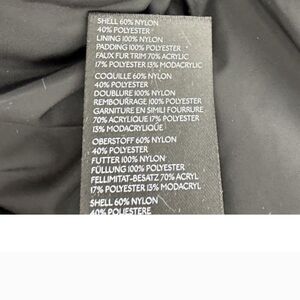 SHELL 60% NYLON
40% POLYESTER
LINING 100% NYLON
PADDING 100% POLYESTER
FAUX FUR TRIM 70% ACRYLIC
17% POLYESTER 13% MODACRYLIC
COQUILLE 60% NYLON
40% POLYESTER
DOUBLURE 100% NYLON
REMBOURRAGE 100% POLYESTER
GARNITURE EN SIMILI FOURRURE
70% ACRYLIQUE 17% POLYESTER
13% MODACRYLIQUE
OBERSTOFF 60% NYLON
40% POLYESTER
FUTTER 100% NYLON
FÜLLUNG 100% POLYESTER
FELLIMITAT-BESATZ 70% ACRYL
17% POLYESTER 13% MODACRYL
SHELL 60% NYLON
40% POLIESTERE